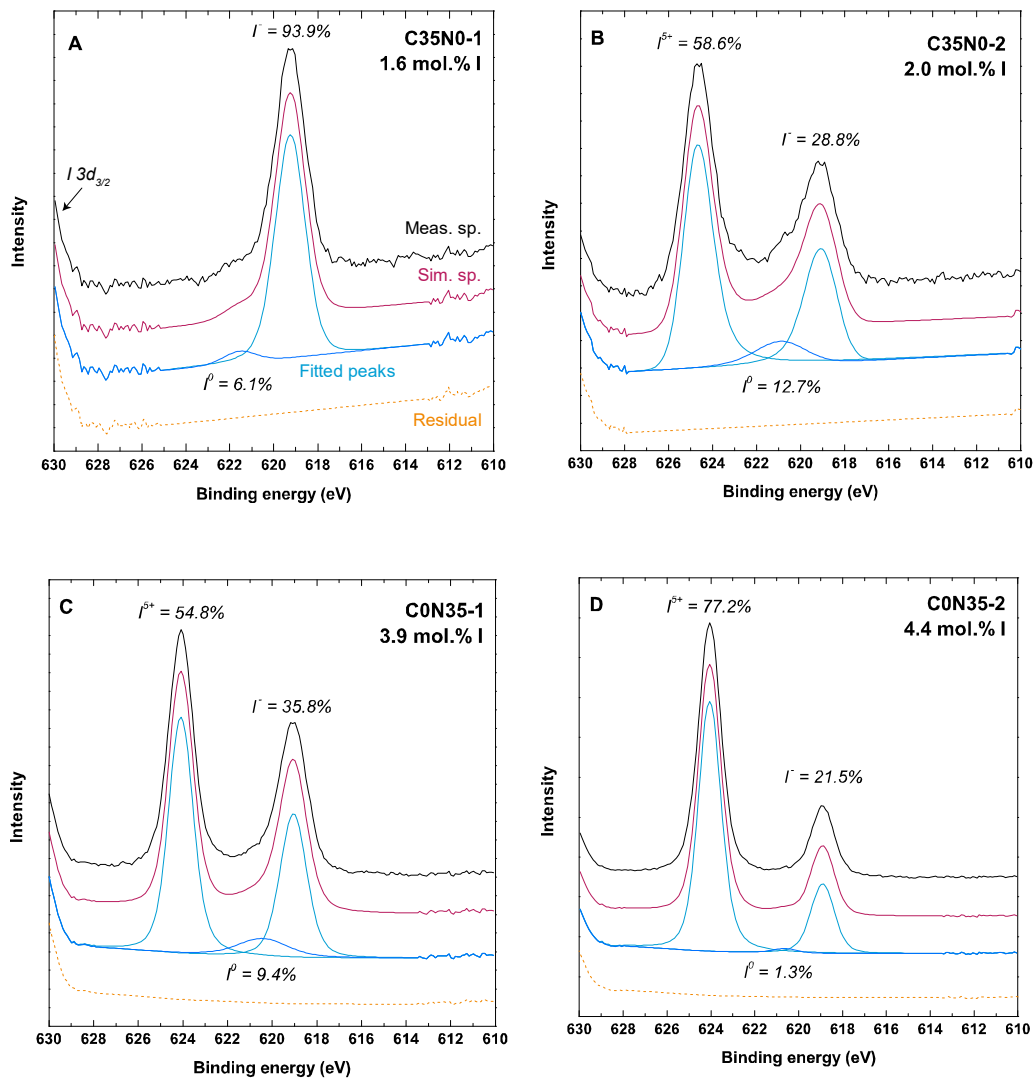 A
I⁻ = 93.9%
C35N0-1
1.6 mol.% I
I 3d₃/₂
Meas. sp.
Sim. sp.
Fitted peaks
I⁰ = 6.1%
Residual
Intensity
630 628 626 624 622 620 618 616 614 612 610
Binding energy (eV)
B
I⁵⁺ = 58.6%
C35N0-2
2.0 mol.% I
I⁻ = 28.8%
I⁰ = 12.7%
Intensity
630 628 626 624 622 620 618 616 614 612 610
Binding energy (eV)
C
I⁵⁺ = 54.8%
C0N35-1
3.9 mol.% I
I⁻ = 35.8%
I⁰ = 9.4%
Intensity
630 628 626 624 622 620 618 616 614 612 610
Binding energy (eV)
D
I⁵⁺ = 77.2%
C0N35-2
4.4 mol.% I
I⁻ = 21.5%
I⁰ = 1.3%
Intensity
630 628 626 624 622 620 618 616 614 612 610
Binding energy (eV)